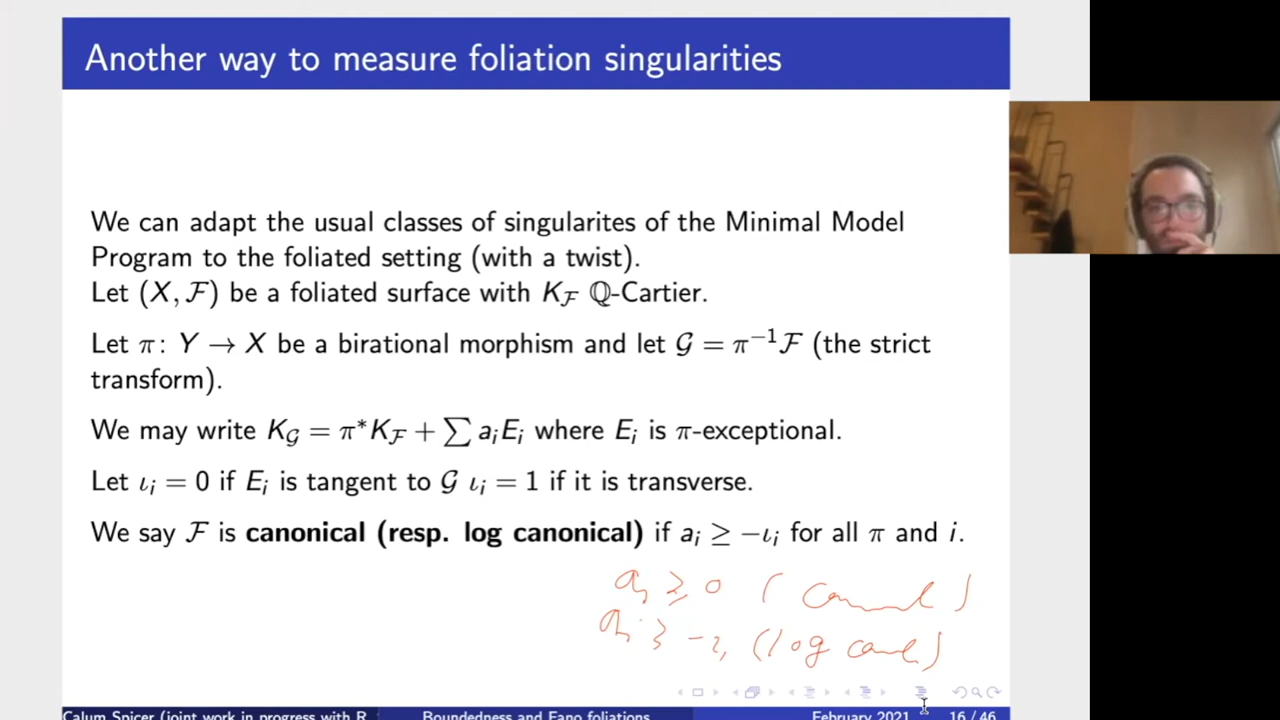 Another way to measure foliation singularities
We can adapt the usual classes of singularites of the Minimal Model
Program to the foliated setting (with a twist).
Let (X, ℱ) be a foliated surface with K_ℱ ℚ-Cartier.
Let π: Y → X be a birational morphism and let 𝒢 = π⁻¹ℱ (the strict
transform).
We may write K_𝒢 = π*K_ℱ + ∑ aᵢEᵢ where Eᵢ is π-exceptional.
Let ιᵢ = 0 if Eᵢ is tangent to 𝒢 ιᵢ = 1 if it is transverse.
We say ℱ is canonical (resp. log canonical) if aᵢ ≥ −ιᵢ for all π and i.
aᵢ ≥ 0 (
aᵢ ≥ −ιᵢ (log
Calum Spicer (joint work in progress with R. Boundedness and Fano foliations February 2021 16 / 46